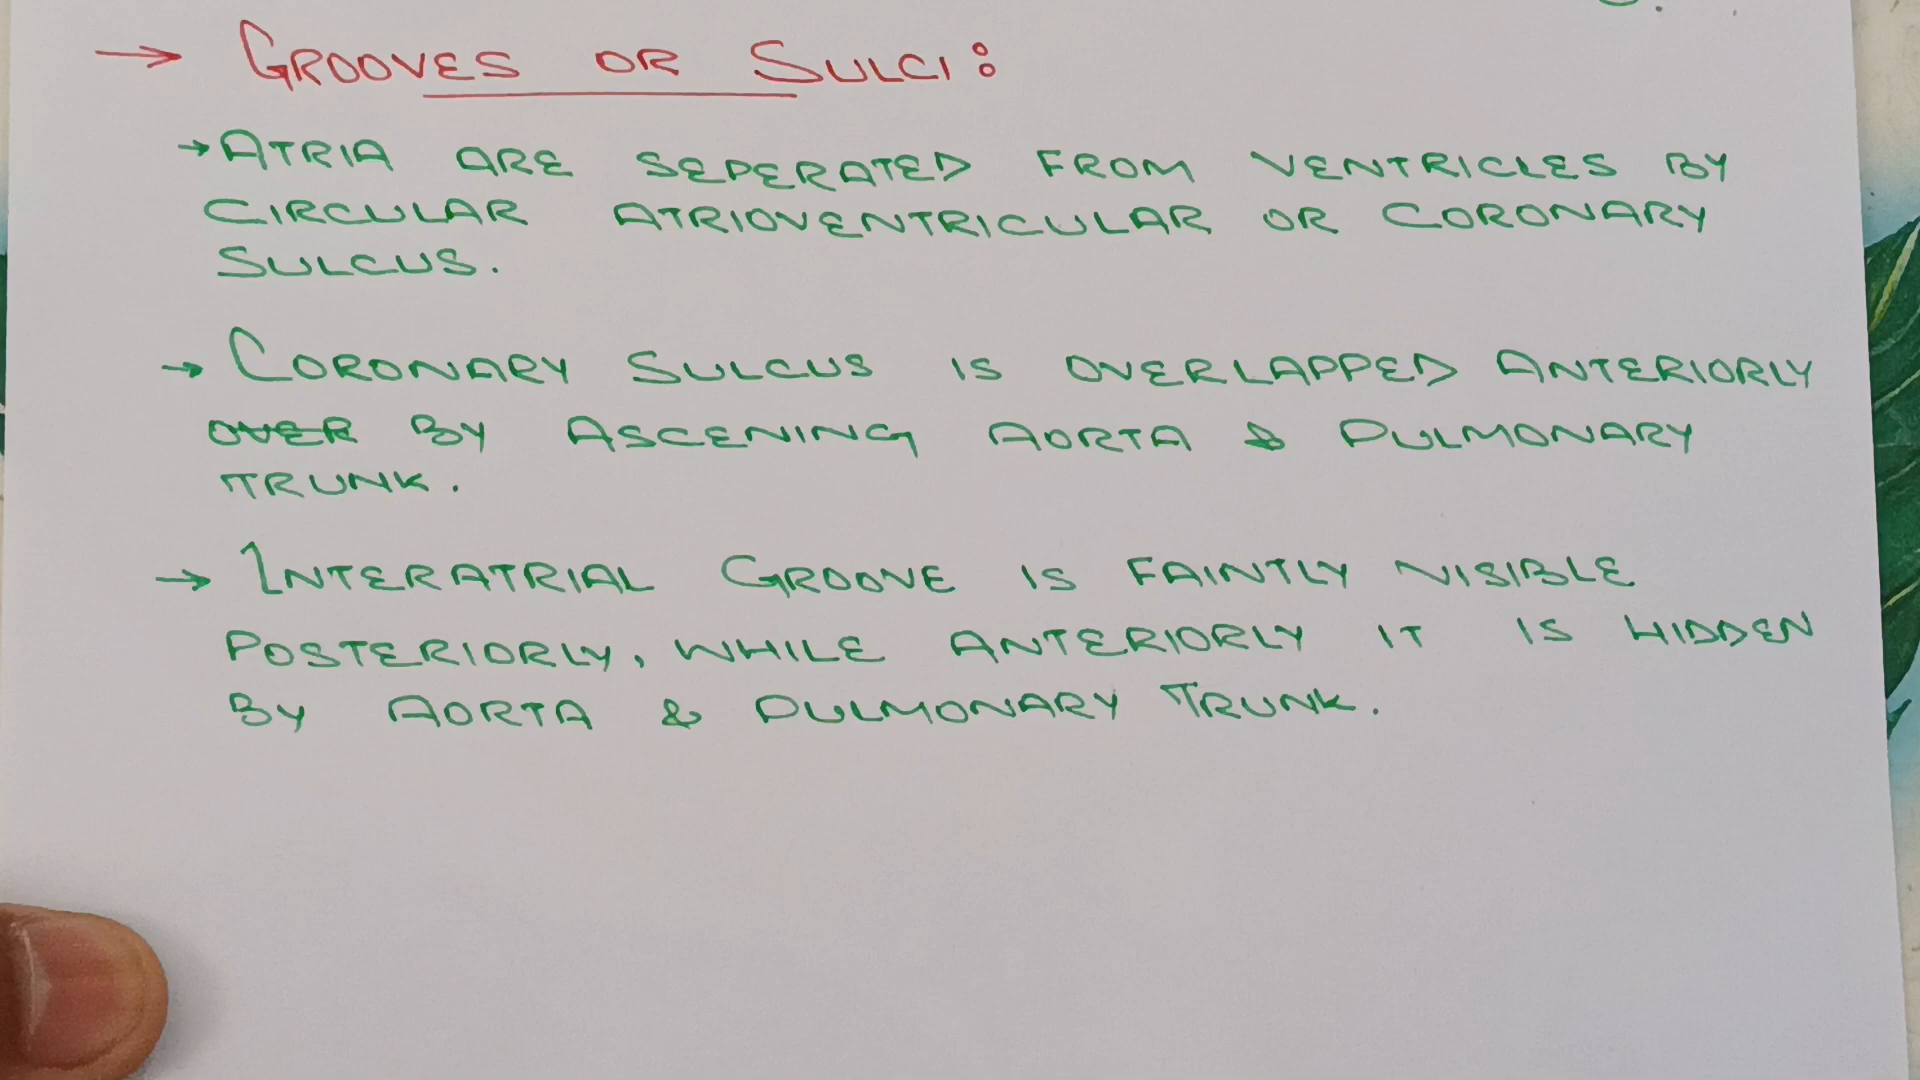 → GROOVES OR SULCI:
→ ATRIA ARE SEPERATED FROM VENTRICLES BY
CIRCULAR ATRIOVENTRICULAR OR CORONARY
SULCUS.
→ CORONARY SULCUS IS OVERLAPPED ANTERIORLY
OVER BY ASCENING AORTA & PULMONARY
TRUNK.
→ INTERATRIAL GROOVE IS FAINTLY VISIBLE
POSTERIORLY, WHILE ANTERIORLY IT IS HIDDEN
BY AORTA & PULMONARY TRUNK.